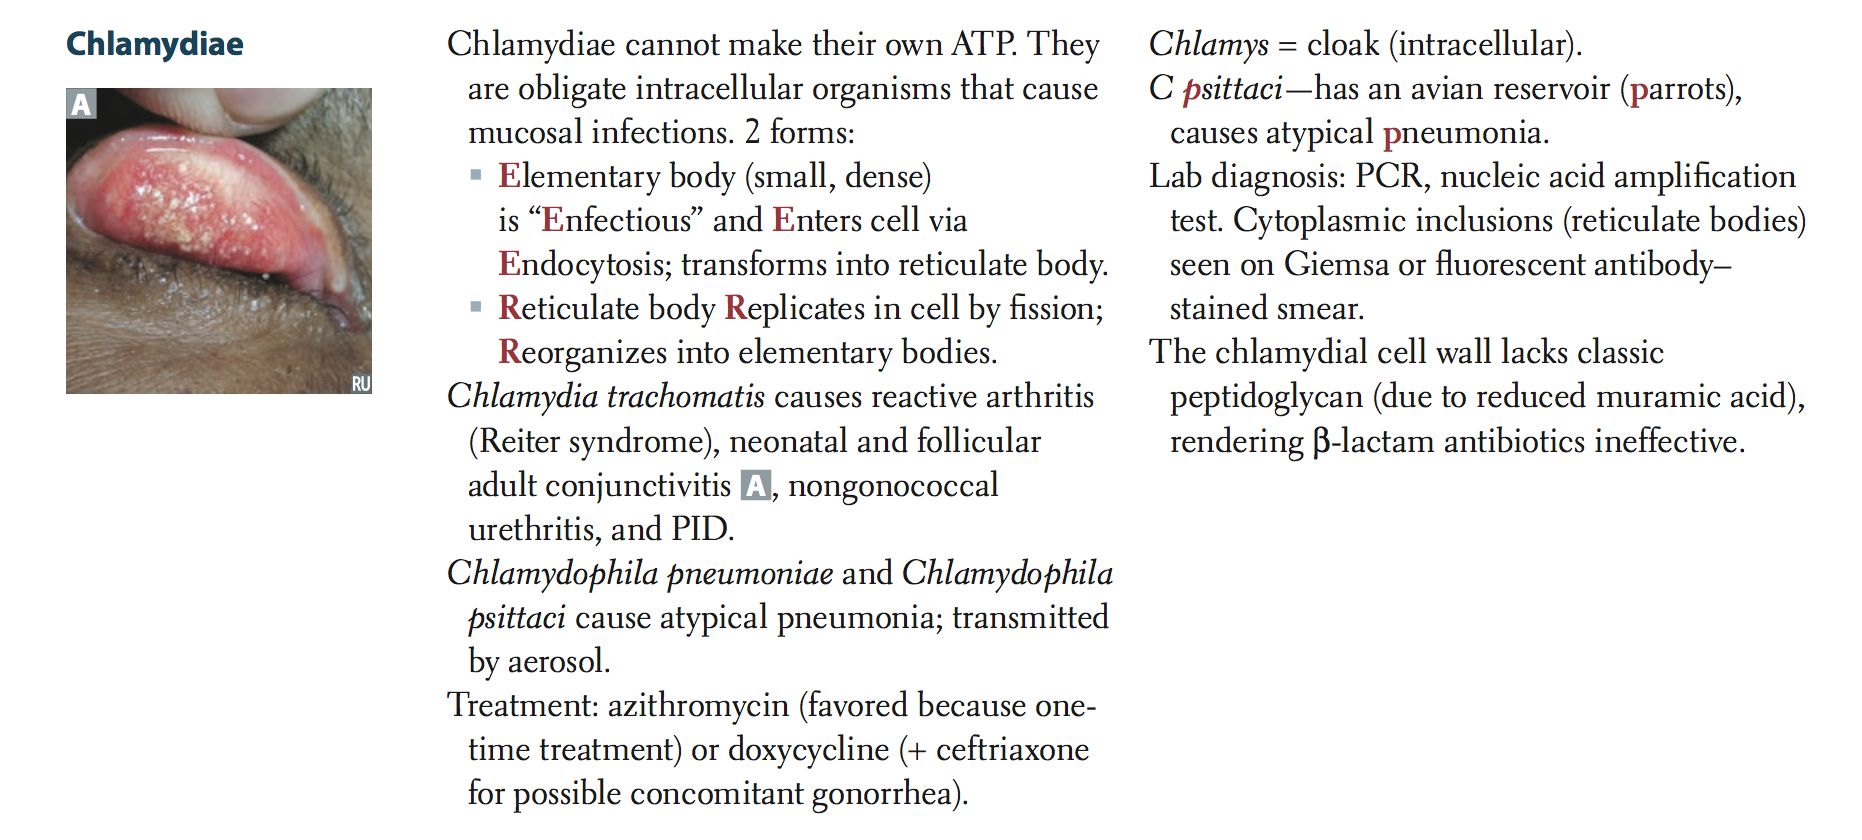 Chlamydiae
A
RU
Chlamydiae cannot make their own ATP. They
are obligate intracellular organisms that cause
mucosal infections. 2 forms:
▪ Elementary body (small, dense)
is “Enfectious” and Enters cell via
Endocytosis; transforms into reticulate body.
▪ Reticulate body Replicates in cell by fission;
Reorganizes into elementary bodies.
Chlamydia trachomatis causes reactive arthritis
(Reiter syndrome), neonatal and follicular
adult conjunctivitis A, nongonococcal
urethritis, and PID.
Chlamydophila pneumoniae and Chlamydophila
psittaci cause atypical pneumonia; transmitted
by aerosol.
Treatment: azithromycin (favored because one-
time treatment) or doxycycline (+ ceftriaxone
for possible concomitant gonorrhea).
Chlamys = cloak (intracellular).
C psittaci—has an avian reservoir (parrots),
causes atypical pneumonia.
Lab diagnosis: PCR, nucleic acid amplification
test. Cytoplasmic inclusions (reticulate bodies)
seen on Giemsa or fluorescent antibody–
stained smear.
The chlamydial cell wall lacks classic
peptidoglycan (due to reduced muramic acid),
rendering β-lactam antibiotics ineffective.